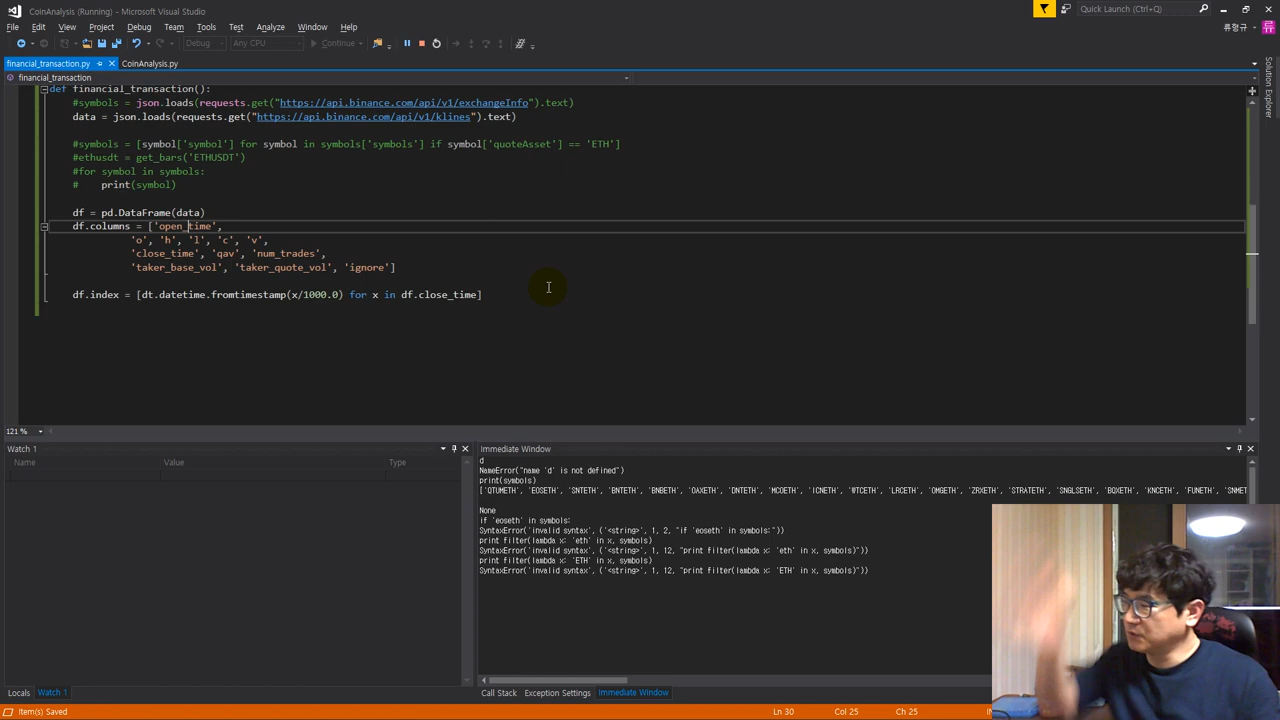 CoinAnalysis (Running) - Microsoft Visual Studio
Quick Launch (Ctrl+Q)
File Edit View Project Debug Team Tools Test Analyze Window Help
류형규
Debug Any CPU Continue
financial_transaction.py CoinAnalysis.py
financial_transaction
def financial_transaction():
#symbols = json.loads(requests.get("https://api.binance.com/api/v1/exchangeInfo").text)
data = json.loads(requests.get("https://api.binance.com/api/v1/klines").text)
#symbols = [symbol['symbol'] for symbol in symbols['symbols'] if symbol['quoteAsset'] == 'ETH']
#ethusdt = get_bars('ETHUSDT')
#for symbol in symbols:
#    print(symbol)
df = pd.DataFrame(data)
df.columns = ['open_time',
'o', 'h', 'l', 'c', 'v',
'close_time', 'qav', 'num_trades',
'taker_base_vol', 'taker_quote_vol', 'ignore']
df.index = [dt.datetime.fromtimestamp(x/1000.0) for x in df.close_time]
Solution Explorer
121 %
Watch 1
Name Value Type
Immediate Window
d
NameError("name 'd' is not defined")
print(symbols)
['QTUMETH', 'EOSETH', 'SNTETH', 'BNTETH', 'BNBETH', 'OAXETH', 'DNTETH', 'MCOETH', 'ICNETH', 'WTCETH', 'LRCETH', 'OMGETH', 'ZRXETH', 'STRATETH', 'SNGLSETH', 'BQXETH', 'KNCETH', 'FUNETH', 'SNMET
None
if 'eoseth' in symbols:
SyntaxError('invalid syntax', ('<string>', 1, 2, "if 'eoseth' in symbols:"))
print filter(lambda x: 'eth' in x, symbols)
SyntaxError('invalid syntax', ('<string>', 1, 12, "print filter(lambda x: 'eth' in x, symbols)"))
print filter(lambda x: 'ETH' in x, symbols)
SyntaxError('invalid syntax', ('<string>', 1, 12, "print filter(lambda x: 'ETH' in x, symbols)"))
Locals Watch 1
Call Stack Exception Settings Immediate Window
Item(s) Saved
Ln 30 Col 25 Ch 25